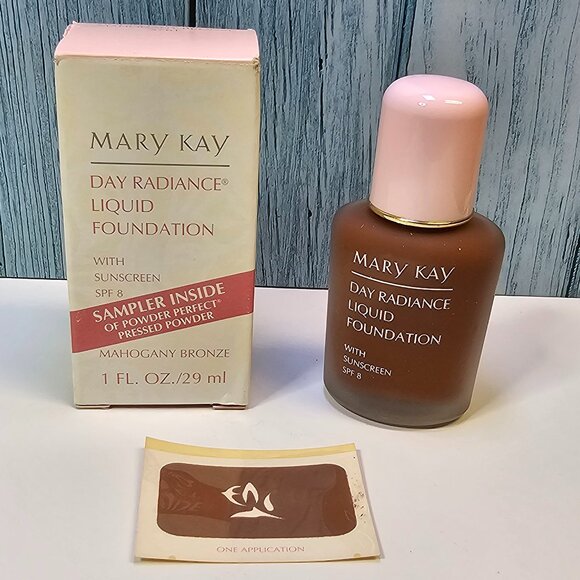 MARY KAY
DAY RADIANCE®
LIQUID
FOUNDATION
WITH
SUNSCREEN
SPF 8
SAMPLER INSIDE
OF POWDER PERFECT®
PRESSED POWDER
MAHOGANY BRONZE
1 FL. OZ./29 ml
MARY KAY
DAY RADIANCE
LIQUID
FOUNDATION
WITH
SUNSCREEN
SPF 8
ONE APPLICATION